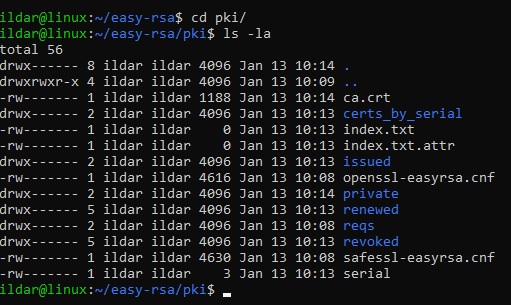 ildar@linux:~/easy-rsa$ cd pki/
ildar@linux:~/easy-rsa/pki$ ls -la
total 56
drwx------ 8 ildar ildar 4096 Jan 13 10:14 .
drwxrwxr-x 4 ildar ildar 4096 Jan 13 10:09 ..
-rw------- 1 ildar ildar 1188 Jan 13 10:14 ca.crt
drwx------ 2 ildar ildar 4096 Jan 13 10:13 certs_by_serial
-rw------- 1 ildar ildar    0 Jan 13 10:13 index.txt
-rw------- 1 ildar ildar    0 Jan 13 10:13 index.txt.attr
drwx------ 2 ildar ildar 4096 Jan 13 10:13 issued
-rw------- 1 ildar ildar 4616 Jan 13 10:08 openssl-easyrsa.cnf
drwx------ 2 ildar ildar 4096 Jan 13 10:14 private
drwx------ 5 ildar ildar 4096 Jan 13 10:13 renewed
drwx------ 2 ildar ildar 4096 Jan 13 10:08 reqs
drwx------ 5 ildar ildar 4096 Jan 13 10:13 revoked
-rw------- 1 ildar ildar 4630 Jan 13 10:08 safessl-easyrsa.cnf
-rw------- 1 ildar ildar    3 Jan 13 10:13 serial
ildar@linux:~/easy-rsa/pki$